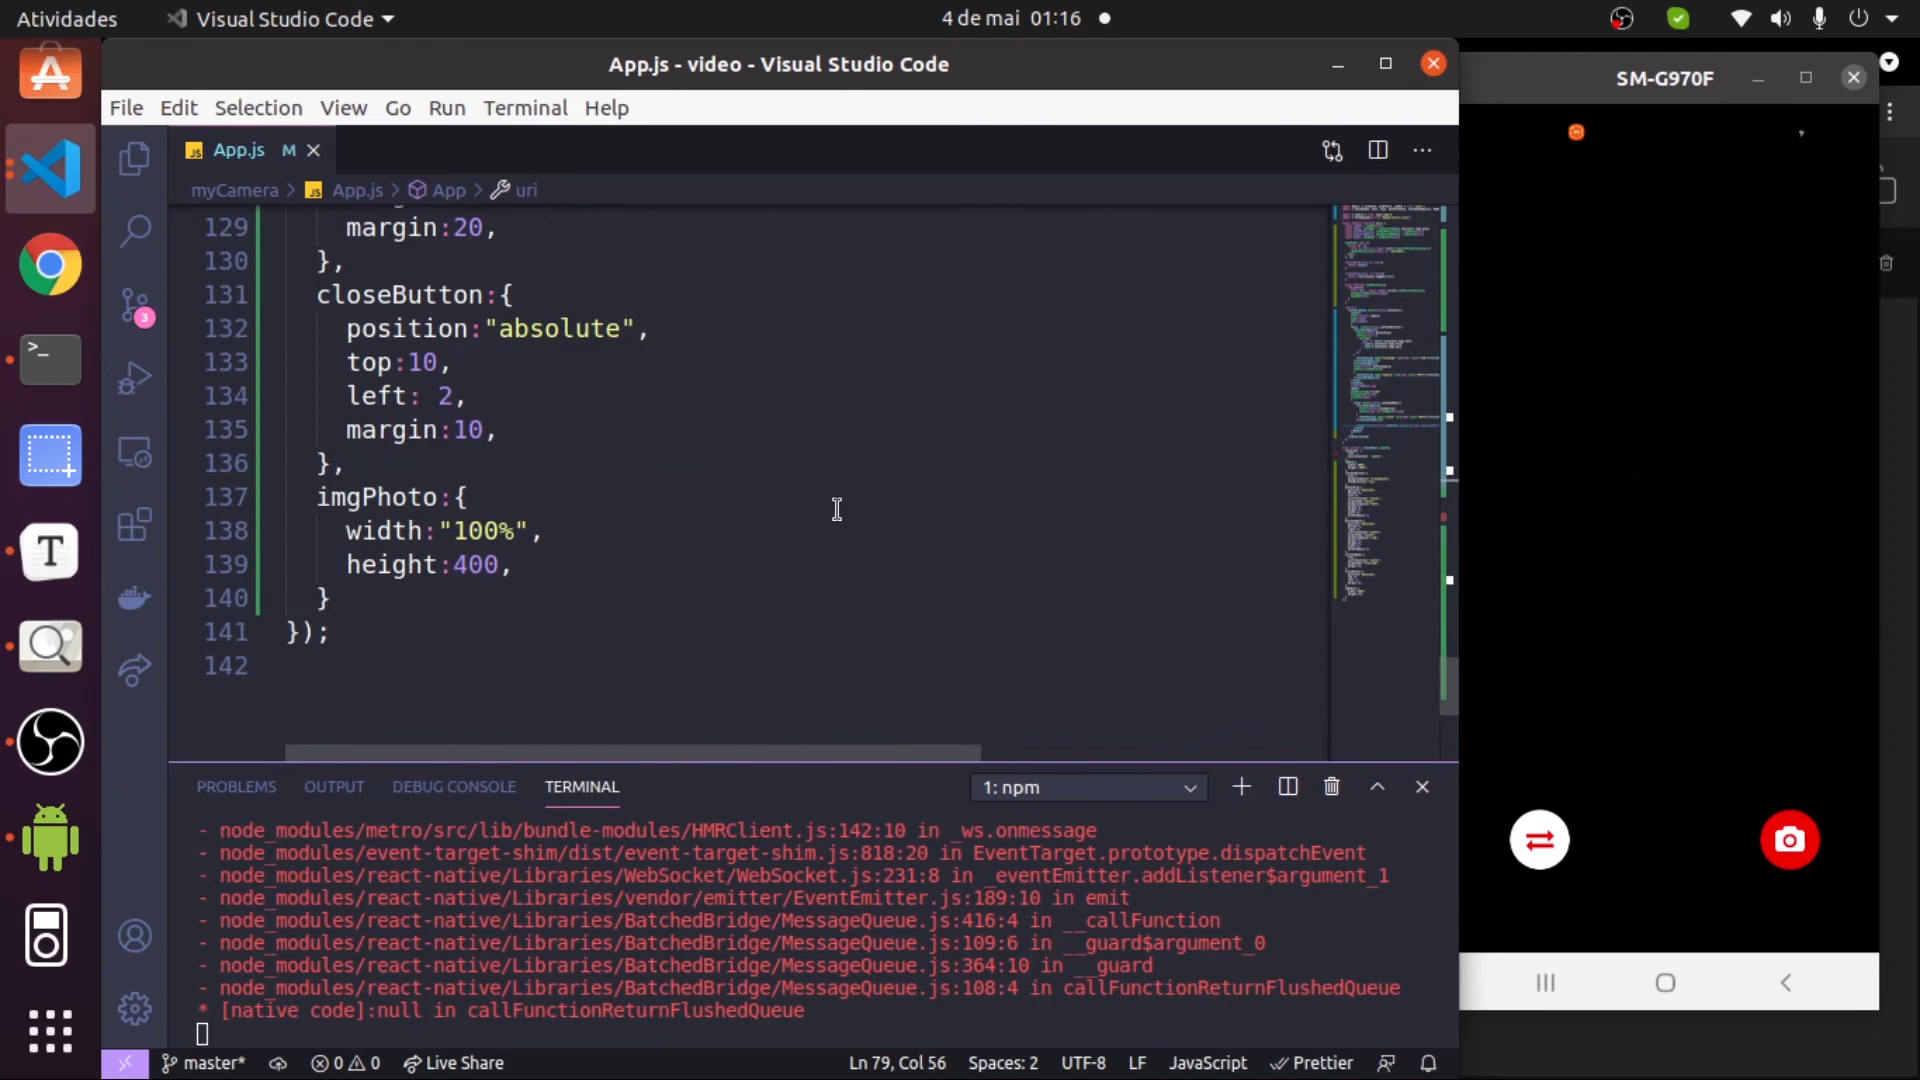 Atividades
Visual Studio Code
4 de mai 01:16
App.js - video - Visual Studio Code
File Edit Selection View Go Run Terminal Help
JS App.js M
myCamera > JS App.js > App > uri
129 margin:20,
130 },
131 closeButton:{
132 position:"absolute",
133 top:10,
134 left: 2,
135 margin:10,
136 },
137 imgPhoto:{
138 width:"100%",
139 height:400,
140 }
141 });
142
3
PROBLEMS OUTPUT DEBUG CONSOLE TERMINAL
1: npm
- node_modules/metro/src/lib/bundle-modules/HMRClient.js:142:10 in _ws.onmessage
- node_modules/event-target-shim/dist/event-target-shim.js:818:20 in EventTarget.prototype.dispatchEvent
- node_modules/react-native/Libraries/WebSocket/WebSocket.js:231:8 in _eventEmitter.addListener$argument_1
- node_modules/react-native/Libraries/vendor/emitter/EventEmitter.js:189:10 in emit
- node_modules/react-native/Libraries/BatchedBridge/MessageQueue.js:416:4 in __callFunction
- node_modules/react-native/Libraries/BatchedBridge/MessageQueue.js:109:6 in __guard$argument_0
- node_modules/react-native/Libraries/BatchedBridge/MessageQueue.js:364:10 in __guard
- node_modules/react-native/Libraries/BatchedBridge/MessageQueue.js:108:4 in callFunctionReturnFlushedQueue
* [native code]:null in callFunctionReturnFlushedQueue
master* 0 0 Live Share Ln 79, Col 56 Spaces: 2 UTF-8 LF JavaScript Prettier
SM-G970F